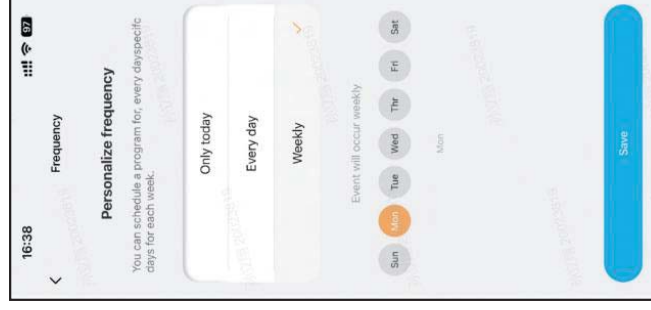 16:38 97
Frequency
Personalize frequency
You can schedule a program for, every dayspecifc
days for each week.
Only today
Every day
Weekly
Event will occur weekly
Sun Mon Tue Wed Thr Fri Sat
Mon
Save